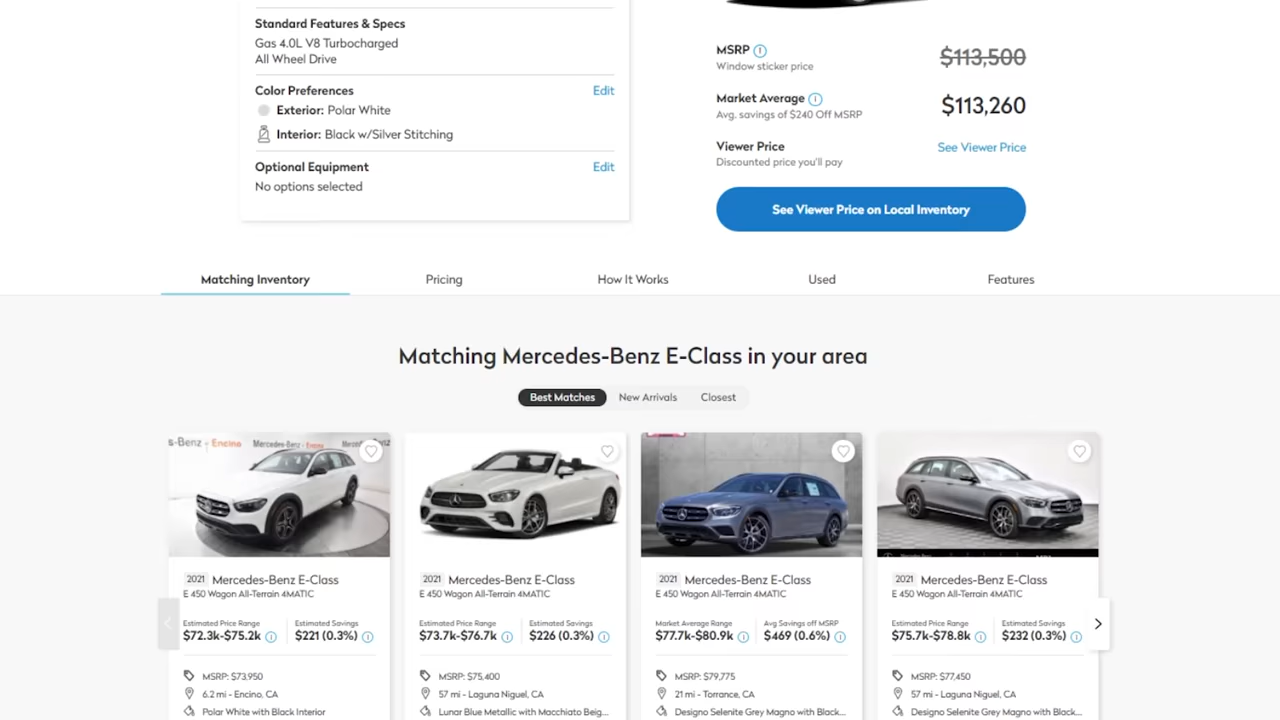 Standard Features & Specs
Gas 4.0L V8 Turbocharged
All Wheel Drive
Color Preferences Edit
Exterior: Polar White
Interior: Black w/Silver Stitching
Optional Equipment Edit
No options selected
MSRP
$113,500
Window sticker price
Market Average
$113,260
Avg. savings of $240 Off MSRP
Viewer Price
See Viewer Price
Discounted price you'll pay
See Viewer Price on Local Inventory
Matching Inventory Pricing How It Works Used Features
Matching Mercedes-Benz E-Class in your area
Best Matches New Arrivals Closest
s-Benz - Encino Mercedes-Benz - Encino
2021 Mercedes-Benz E-Class
E 450 Wagon All-Terrain 4MATIC
Estimated Price Range Estimated Savings
$72.3k-$75.2k $221 (0.3%)
MSRP: $73,950
6.2 mi - Encino, CA
Polar White with Black Interior
2021 Mercedes-Benz E-Class
E 450 Wagon All-Terrain 4MATIC
Estimated Price Range Estimated Savings
$73.7k-$76.7k $226 (0.3%)
MSRP: $75,400
57 mi - Laguna Niguel, CA
Lunar Blue Metallic with Macchiato Beig...
2021 Mercedes-Benz E-Class
E 450 Wagon All-Terrain 4MATIC
Market Average Range Avg Savings off MSRP
$77.7k-$80.9k $469 (0.6%)
MSRP: $79,775
21 mi - Torrance, CA
Designo Selenite Grey Magno with Black...
2021 Mercedes-Benz E-Class
E 450 Wagon All-Terrain 4MATIC
Estimated Price Range Estimated Savings
$75.7k-$78.8k $232 (0.3%)
MSRP: $77,450
57 mi - Laguna Niguel, CA
Designo Selenite Grey Magno with Black...